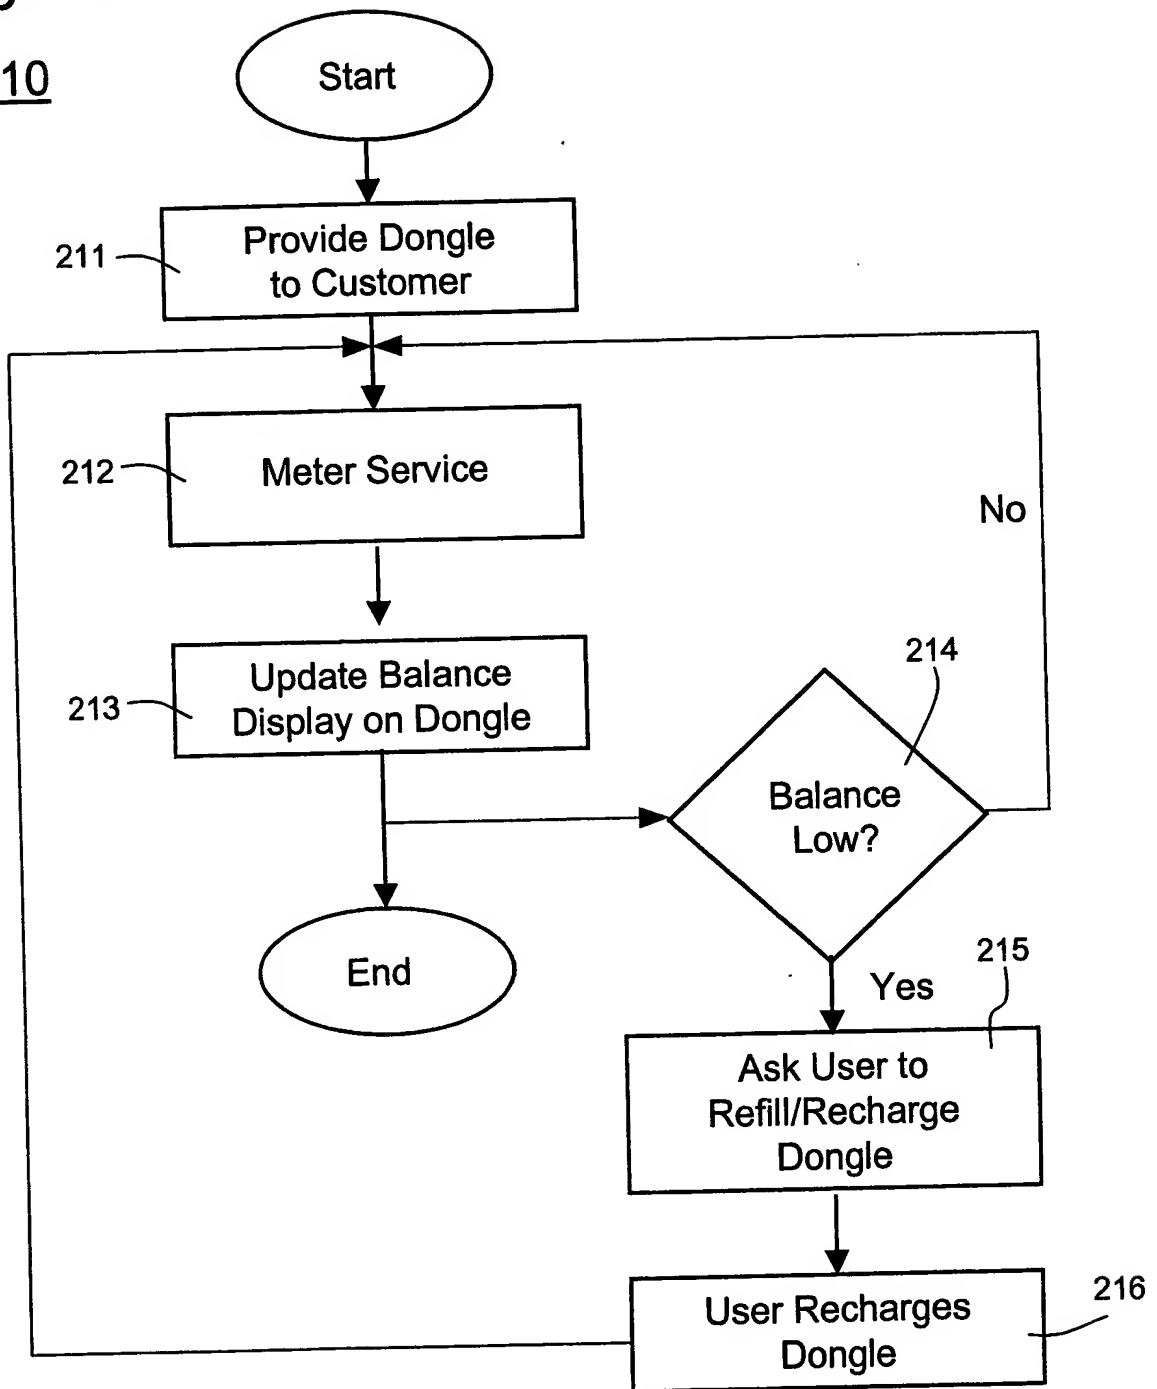 10
Start
211
Provide Dongle
to Customer
212
Meter Service
No
213
Update Balance
Display on Dongle
214
Balance
Low?
End
Yes
215
Ask User to
Refill/Recharge
Dongle
User Recharges
Dongle
216